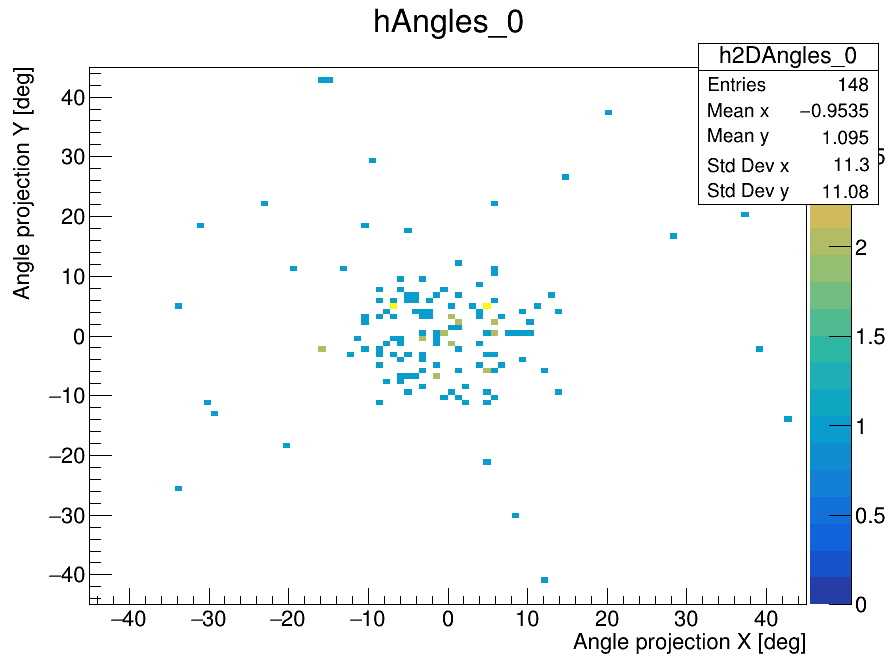 hAngles_0
h2DAngles_0
Entries 148
Mean x −0.9535
Mean y 1.095
Std Dev x 11.3
Std Dev y 11.08
Angle projection Y [deg]
40
30
20
10
0
−10
−20
−30
−40
−40 −30 −20 −10 0 10 20 30 40
Angle projection X [deg]
5
2
1
0.5
0